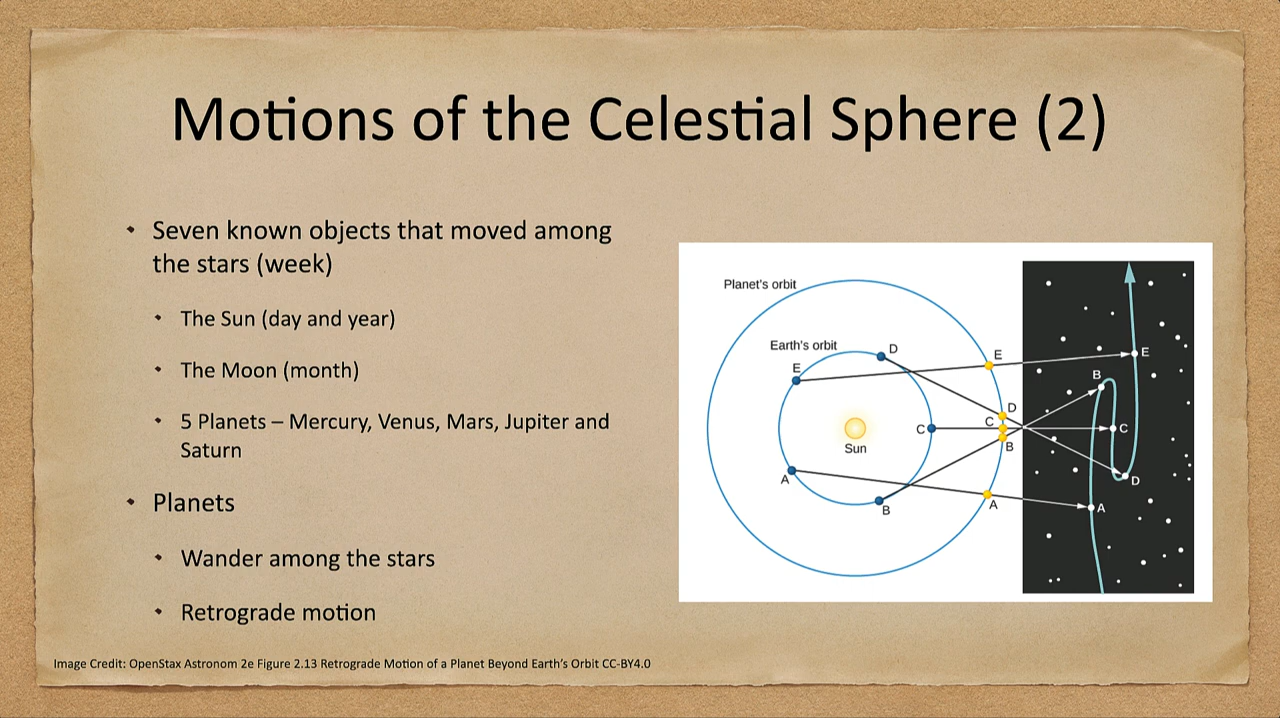 Motions of the Celestial Sphere (2)
• Seven known objects that moved among
the stars (week)
• The Sun (day and year)
• The Moon (month)
• 5 Planets – Mercury, Venus, Mars, Jupiter and
Saturn
• Planets
• Wander among the stars
• Retrograde motion
Planet's orbit
Earth's orbit
E
D
C
B
A
Sun
E
D
C
B
A
E
B
C
D
A
Image Credit: OpenStax Astronom 2e Figure 2.13 Retrograde Motion of a Planet Beyond Earth's Orbit CC-BY4.0